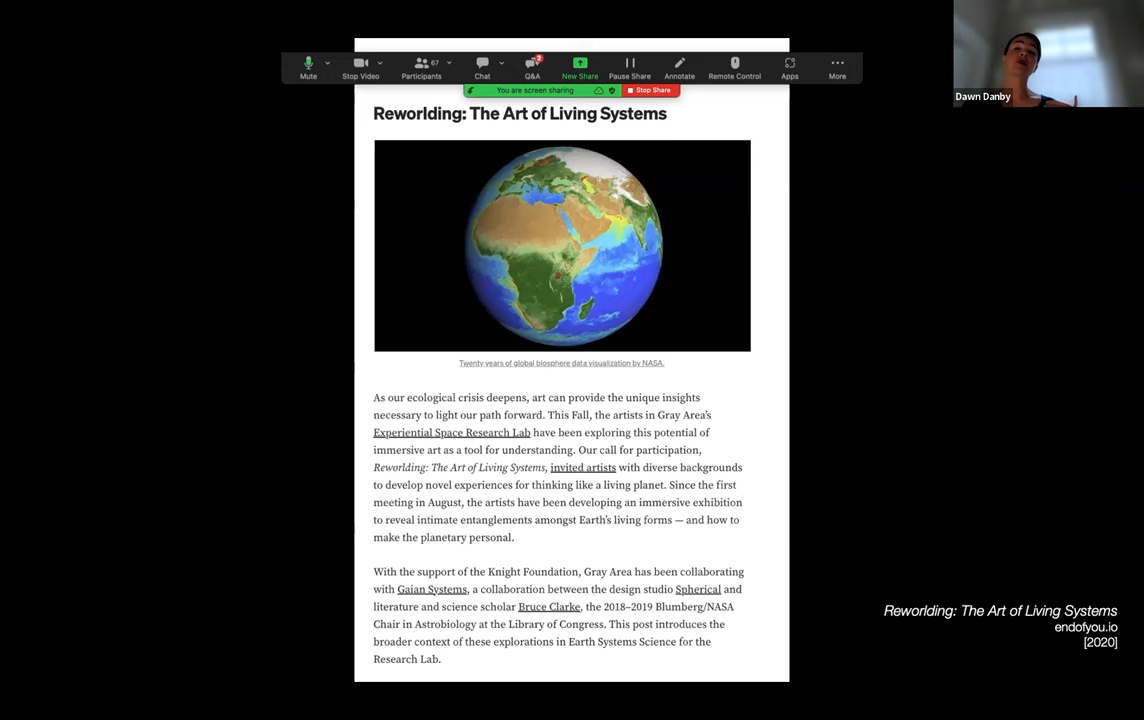 Mute
Stop Video
67
Participants
Chat
2
Q&A
New Share
Pause Share
Annotate
Remote Control
Apps
More
You are screen sharing
Stop Share
Dawn Danby
Reworlding: The Art of Living Systems
Twenty years of global biosphere data visualization by NASA.
As our ecological crisis deepens, art can provide the unique insights
necessary to light our path forward. This Fall, the artists in Gray Area's
Experiential Space Research Lab have been exploring this potential of
immersive art as a tool for understanding. Our call for participation,
Reworlding: The Art of Living Systems, invited artists with diverse backgrounds
to develop novel experiences for thinking like a living planet. Since the first
meeting in August, the artists have been developing an immersive exhibition
to reveal intimate entanglements amongst Earth's living forms — and how to
make the planetary personal.
With the support of the Knight Foundation, Gray Area has been collaborating
with Gaian Systems, a collaboration between the design studio Spherical and
literature and science scholar Bruce Clarke, the 2018–2019 Blumberg/NASA
Chair in Astrobiology at the Library of Congress. This post introduces the
broader context of these explorations in Earth Systems Science for the
Research Lab.
Reworlding: The Art of Living Systems
endofyou.io
[2020]